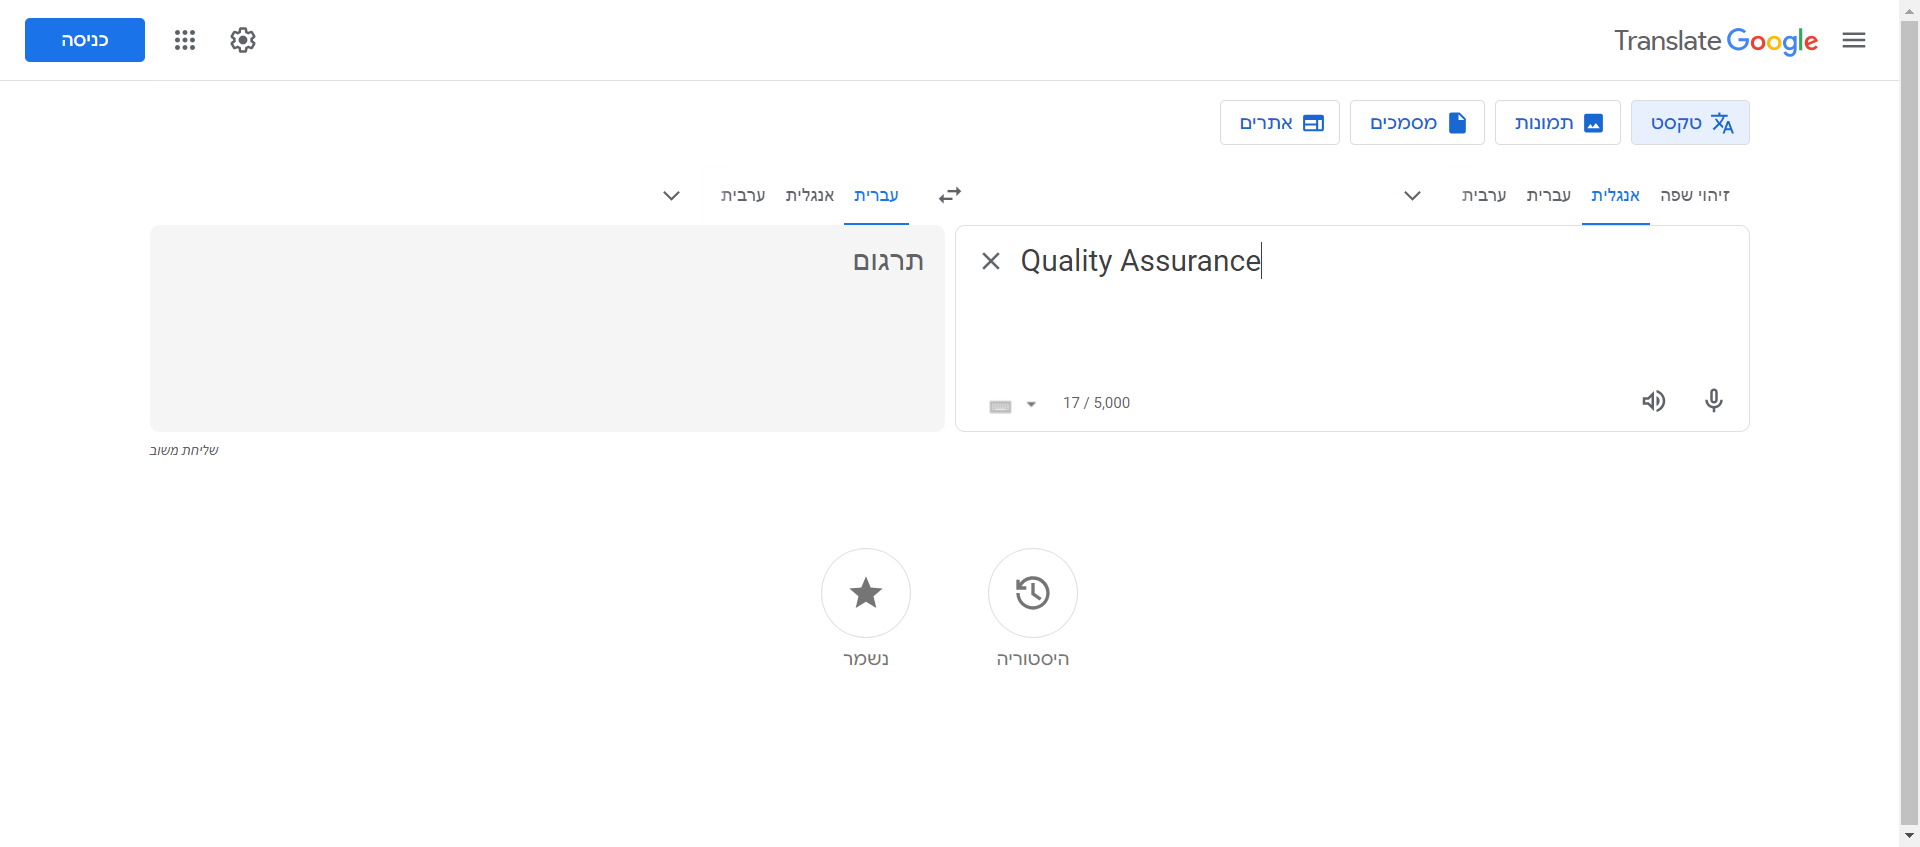 Translate Google
כניסה
טקסט
תמונות
מסמכים
אתרים
זיהוי שפה
אנגלית
עברית
ערבית
עברית
אנגלית
ערבית
Quality Assurance
17 / 5,000
תרגום
שליחת משוב
היסטוריה
נשמר